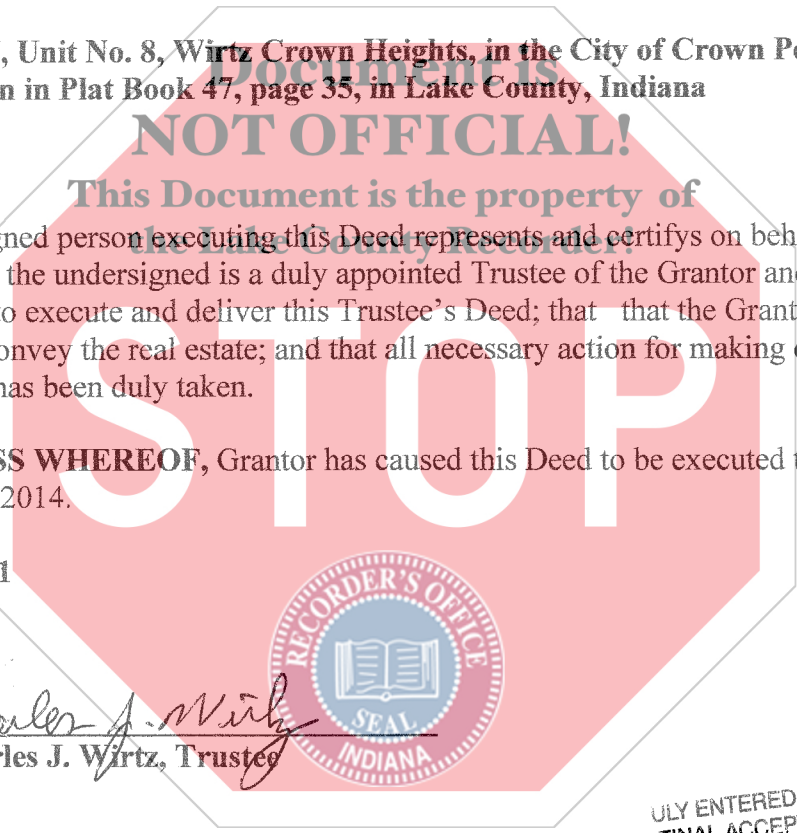 , Unit No. 8, Wirtz Crown Heights, in the City of Crown Po
Document is
n in Plat Book 47, page 35, in Lake County, Indiana
NOT OFFICIAL!
This Document is the property of
the Lake County Recorder!
gned person executing this Deed represents and certifys on beh
the undersigned is a duly appointed Trustee of the Grantor an
o execute and deliver this Trustee's Deed; that that the Grant
onvey the real estate; and that all necessary action for making
has been duly taken.
STOP
SS WHEREOF, Grantor has caused this Deed to be executed t
2014.
RECORDER'S OFFICE
SEAL
INDIANA
arles J. Wirtz
rles J. Wirtz, Trustee
ULY ENTERED